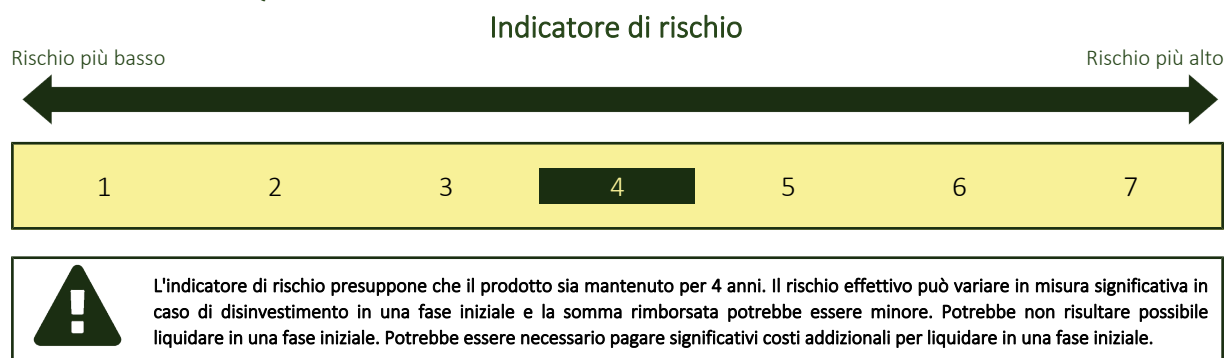 Indicatore di rischio
Rischio più basso Rischio più alto
1 2 3 4 5 6 7
L'indicatore di rischio presuppone che il prodotto sia mantenuto per 4 anni. Il rischio effettivo può variare in misura significativa in
caso di disinvestimento in una fase iniziale e la somma rimborsata potrebbe essere minore. Potrebbe non risultare possibile
liquidare in una fase iniziale. Potrebbe essere necessario pagare significativi costi addizionali per liquidare in una fase iniziale.